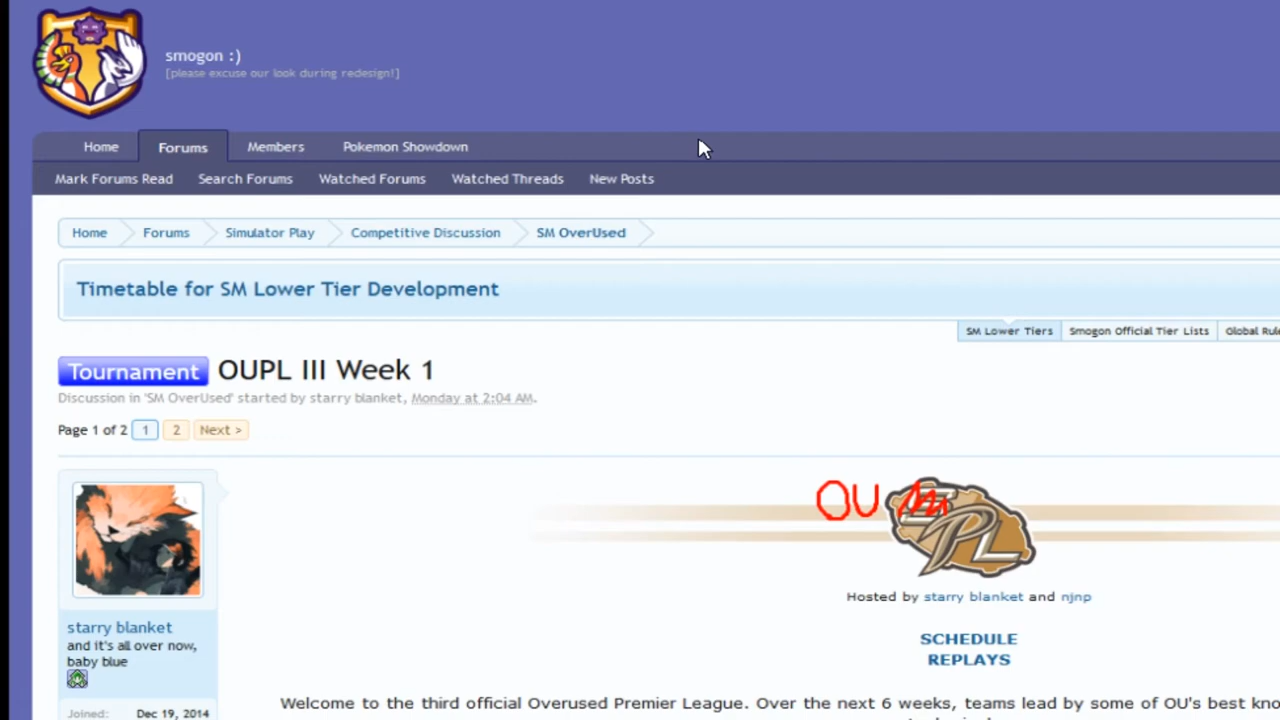 smogon :)
[please excuse our look during redesign!]
Home Forums Members Pokemon Showdown
Mark Forums Read Search Forums Watched Forums Watched Threads New Posts
Home Forums Simulator Play Competitive Discussion SM OverUsed
Timetable for SM Lower Tier Development
SM Lower Tiers Smogon Official Tier Lists Global Rul
Tournament OUPL III Week 1
Discussion in 'SM OverUsed' started by starry blanket, Monday at 2:04 AM.
Page 1 of 2 1 2 Next >
OU
PL
Hosted by starry blanket and njnp
SCHEDULE
REPLAYS
starry blanket
and it's all over now,
baby blue
Joined: Dec 19, 2014
Welcome to the third official Overused Premier League. Over the next 6 weeks, teams lead by some of OU's best kno